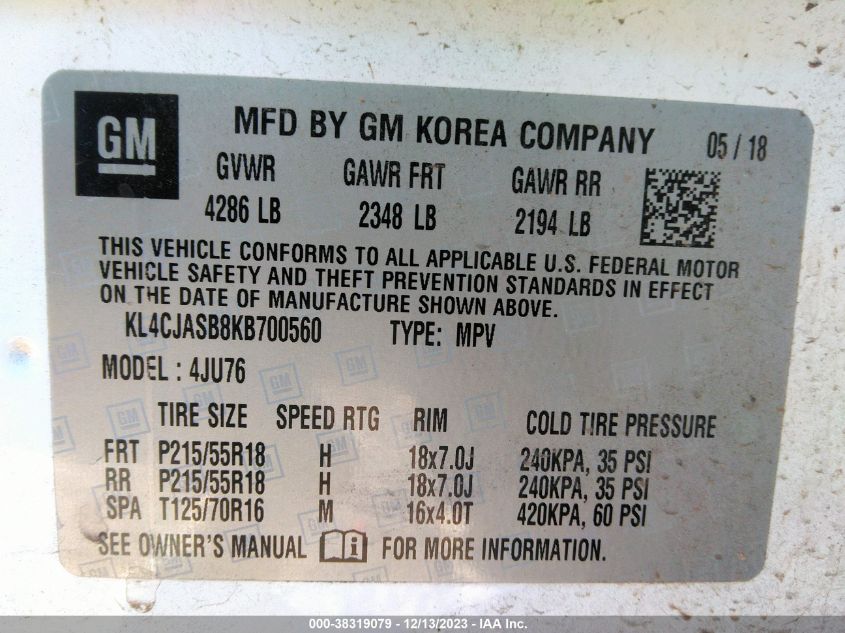 GM
MFD BY GM KOREA COMPANY 05 / 18
GVWR GAWR FRT GAWR RR
4286 LB 2348 LB 2194 LB
THIS VEHICLE CONFORMS TO ALL APPLICABLE U.S. FEDERAL MOTOR
VEHICLE SAFETY AND THEFT PREVENTION STANDARDS IN EFFECT
ON THE DATE OF MANUFACTURE SHOWN ABOVE.
KL4CJASB8KB700560 TYPE: MPV
MODEL : 4JU76
TIRE SIZE SPEED RTG RIM COLD TIRE PRESSURE
FRT P215/55R18 H 18x7.0J 240KPA, 35 PSI
RR P215/55R18 H 18x7.0J 240KPA, 35 PSI
SPA T125/70R16 M 16x4.0T 420KPA, 60 PSI
SEE OWNER'S MANUAL FOR MORE INFORMATION.
000-38319079 - 12/13/2023 - IAA Inc.